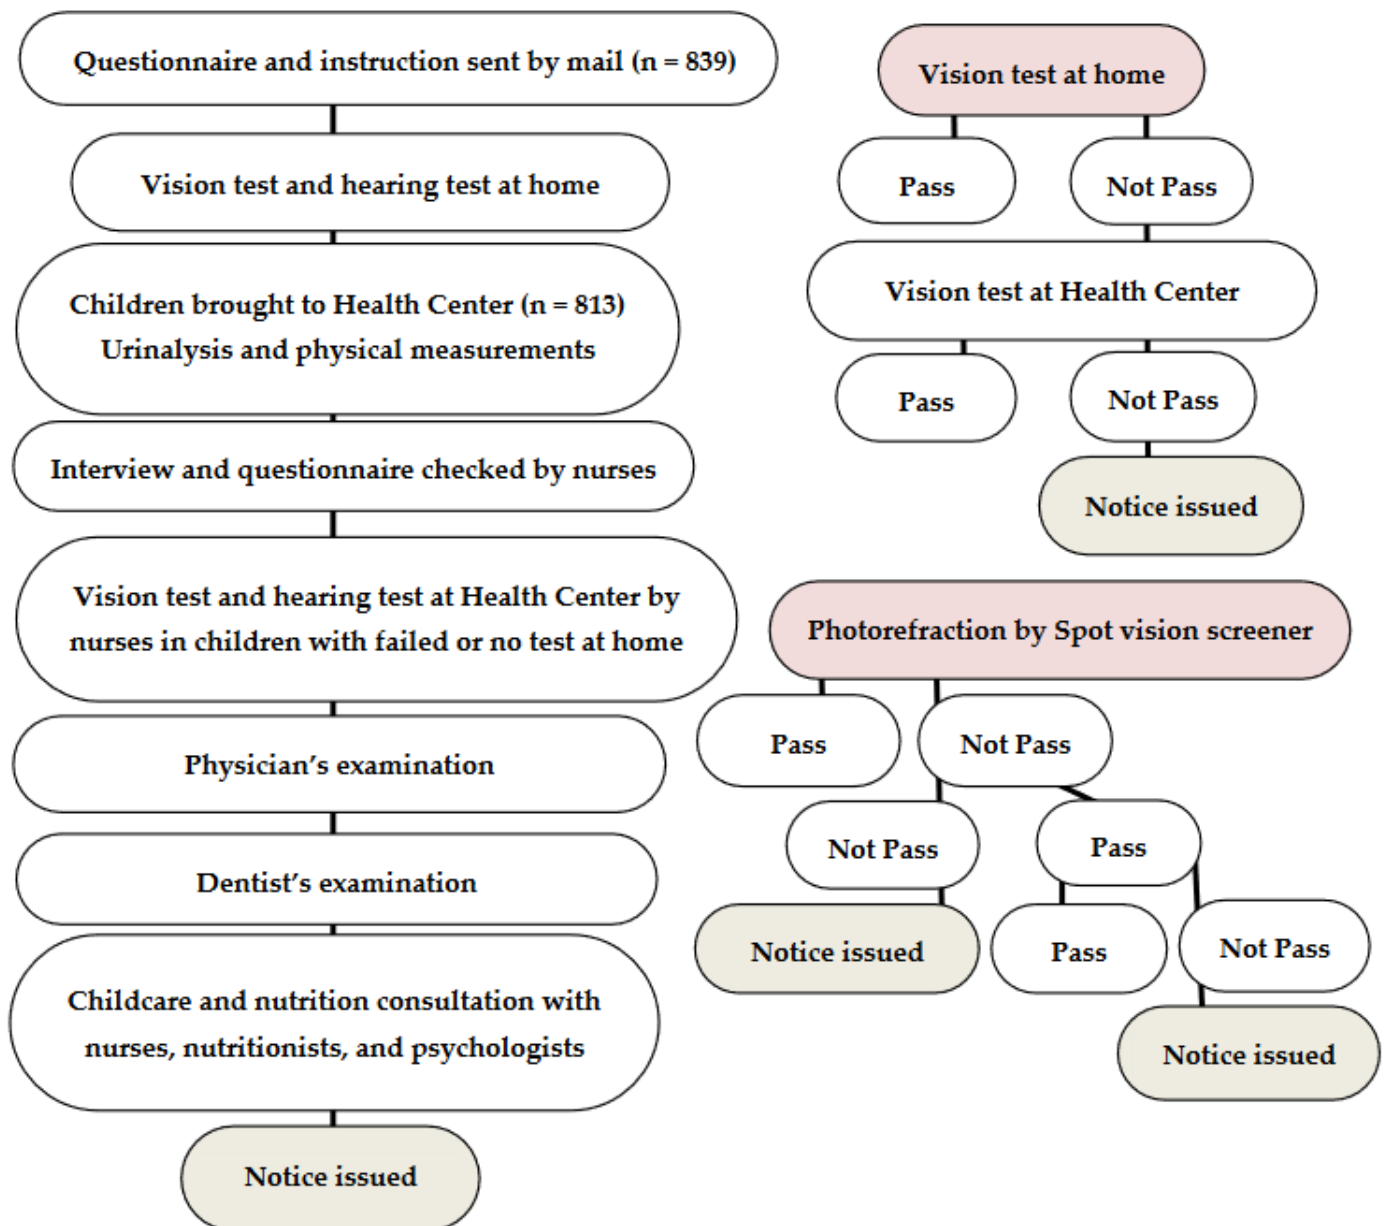 Questionnaire and instruction sent by mail (n = 839)
Vision test and hearing test at home
Children brought to Health Center (n = 813)
Urinalysis and physical measurements
Interview and questionnaire checked by nurses
Vision test and hearing test at Health Center by
nurses in children with failed or no test at home
Physician’s examination
Dentist’s examination
Childcare and nutrition consultation with
nurses, nutritionists, and psychologists
Notice issued
Vision test at home
Pass
Not Pass
Vision test at Health Center
Pass
Not Pass
Notice issued
Photorefraction by Spot vision screener
Pass
Not Pass
Not Pass
Pass
Notice issued
Pass
Not Pass
Notice issued